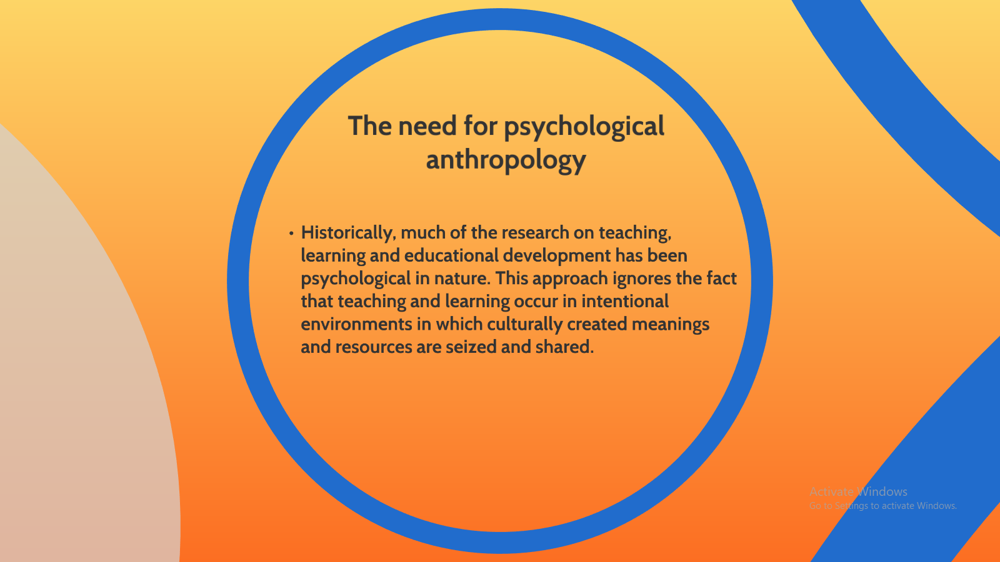 The need for psychological
anthropology
• Historically, much of the research on teaching,
learning and educational development has been
psychological in nature. This approach ignores the fact
that teaching and learning occur in intentional
environments in which culturally created meanings
and resources are seized and shared.
Activate Windows
Go to Settings to activate Windows.